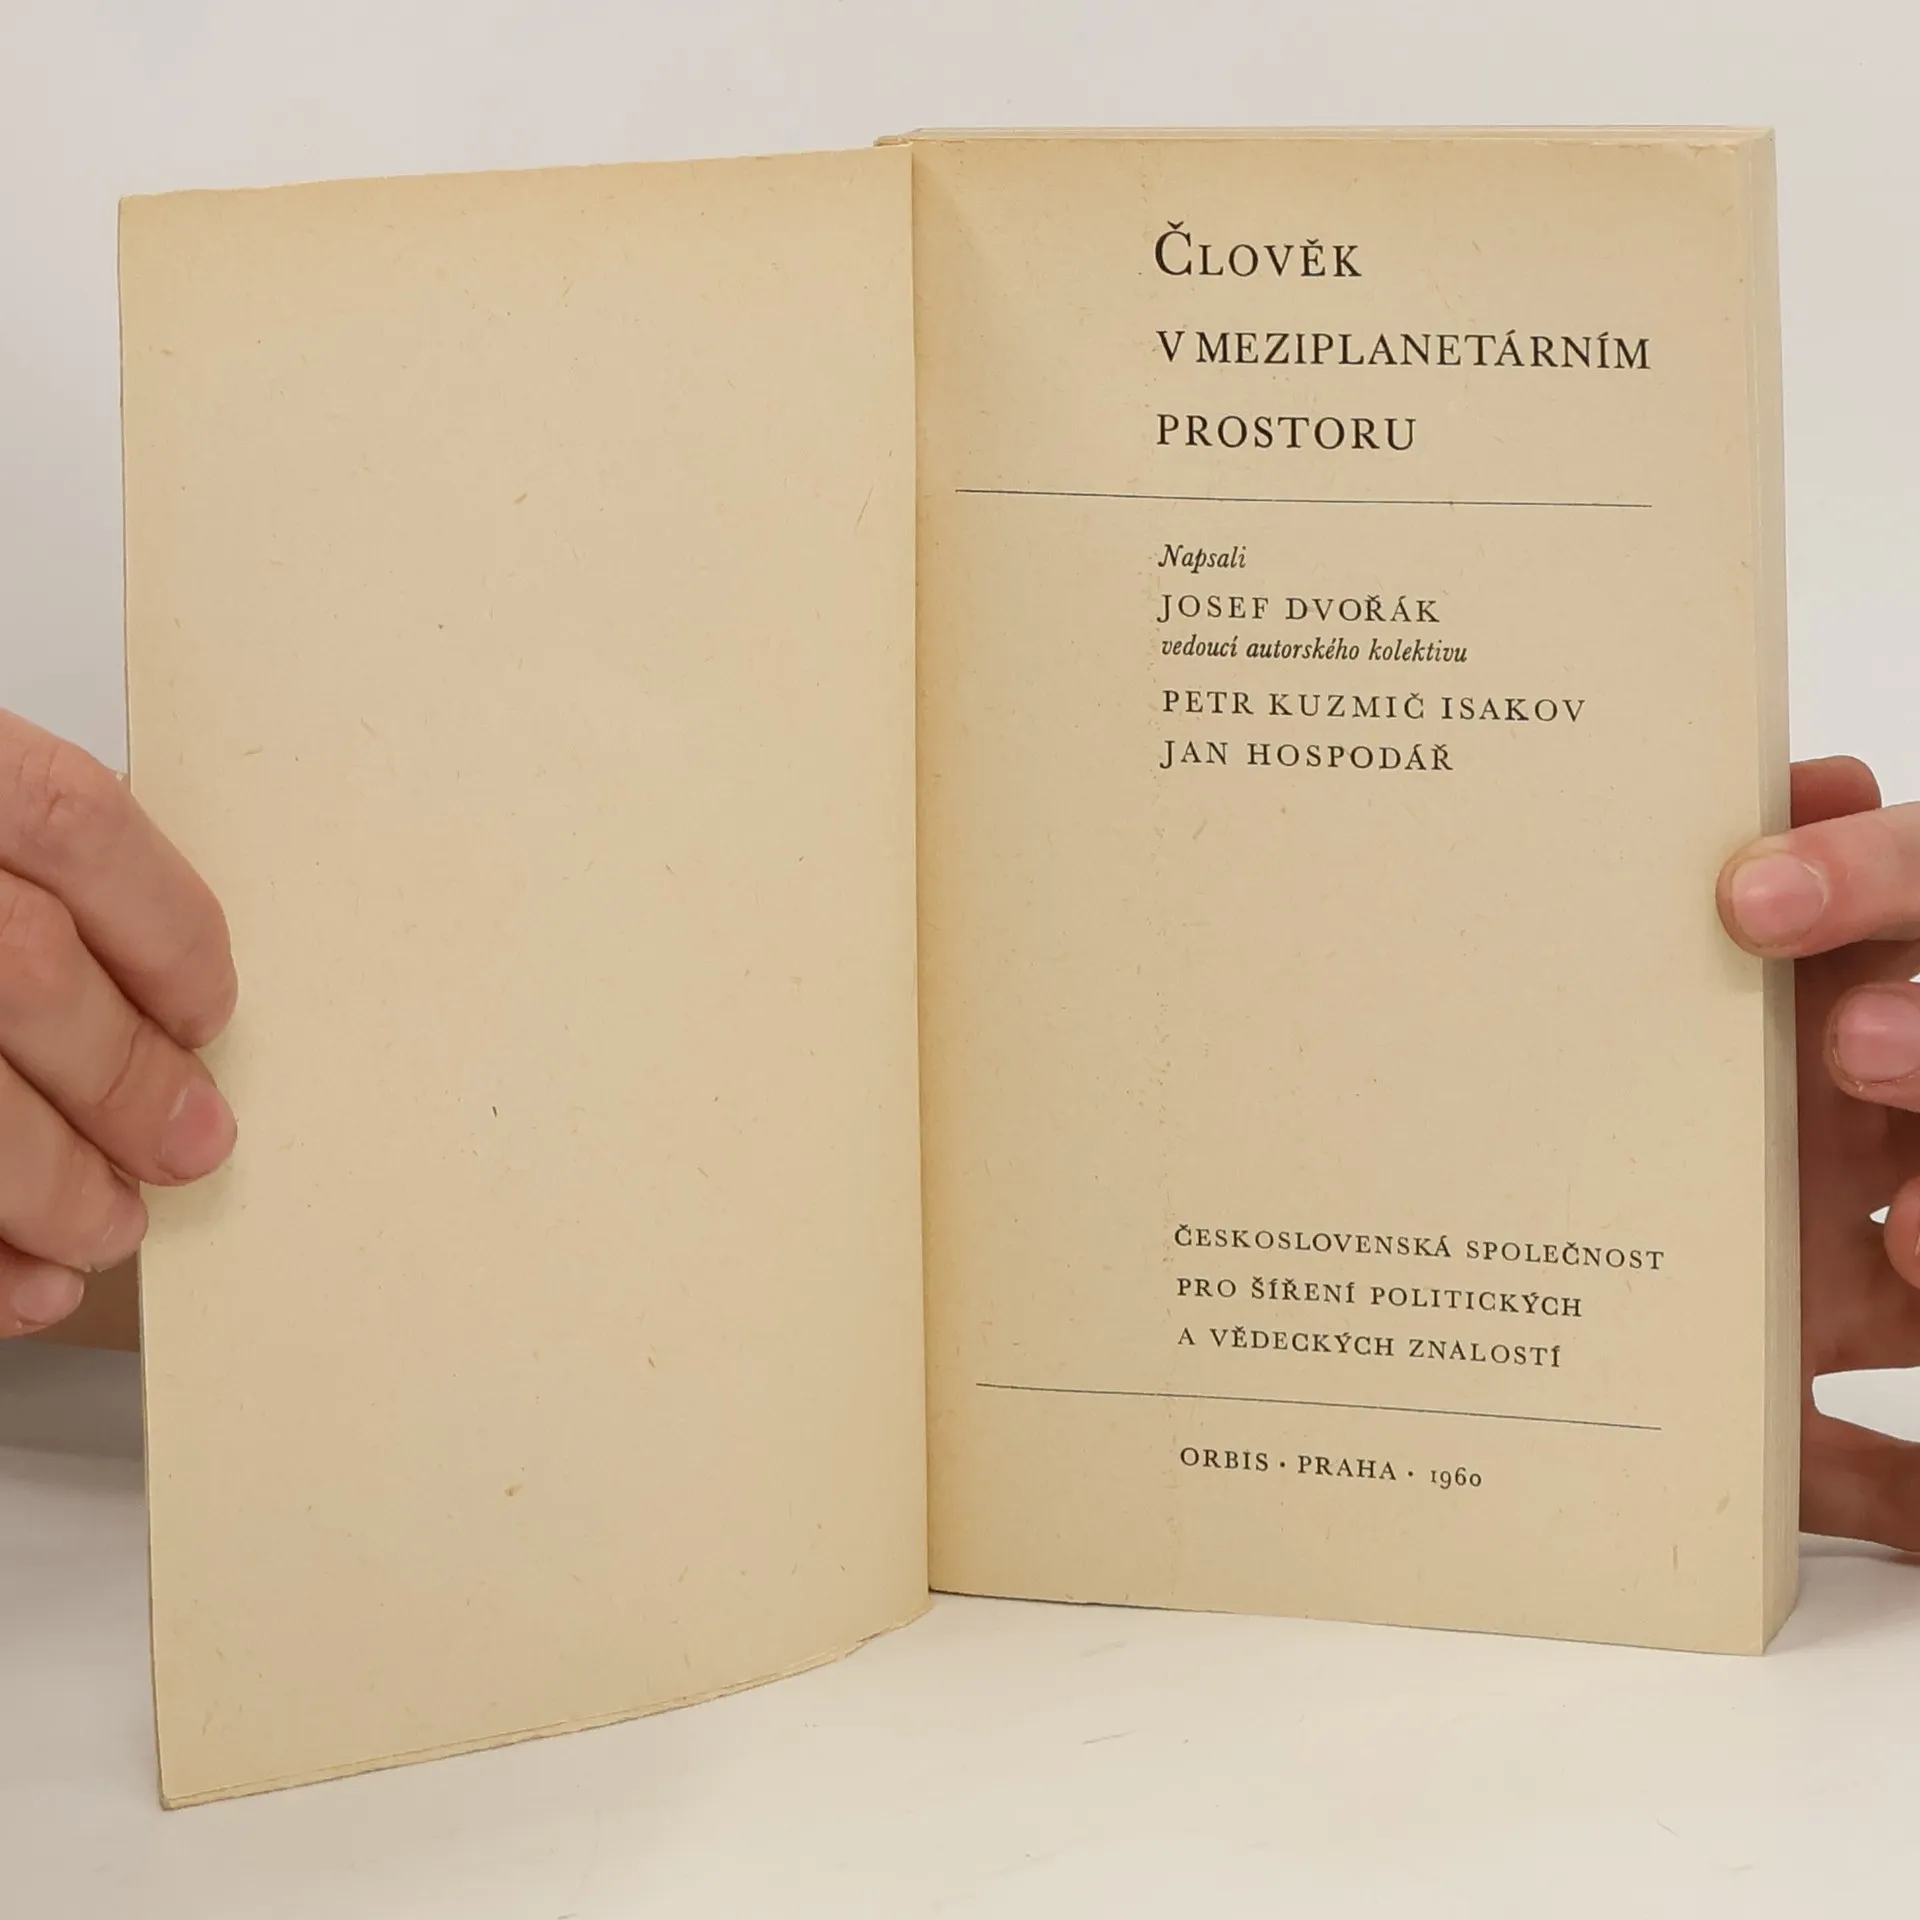 Člověk
V MEZIPLANETÁRNÍM
PROSTORU
Napsali
JOSEF DVOŘÁK
vedoucí autorského kolektivu
PETR KUZMIČ ISAKOV
JAN HOSPODÁŘ
ČESKOSLOVENSKÁ SPOLEČNOST
PRO ŠÍŘENÍ POLITICKÝCH
A VĚDECKÝCH ZNALOSTÍ
ORBIS · PRAHA · 1960